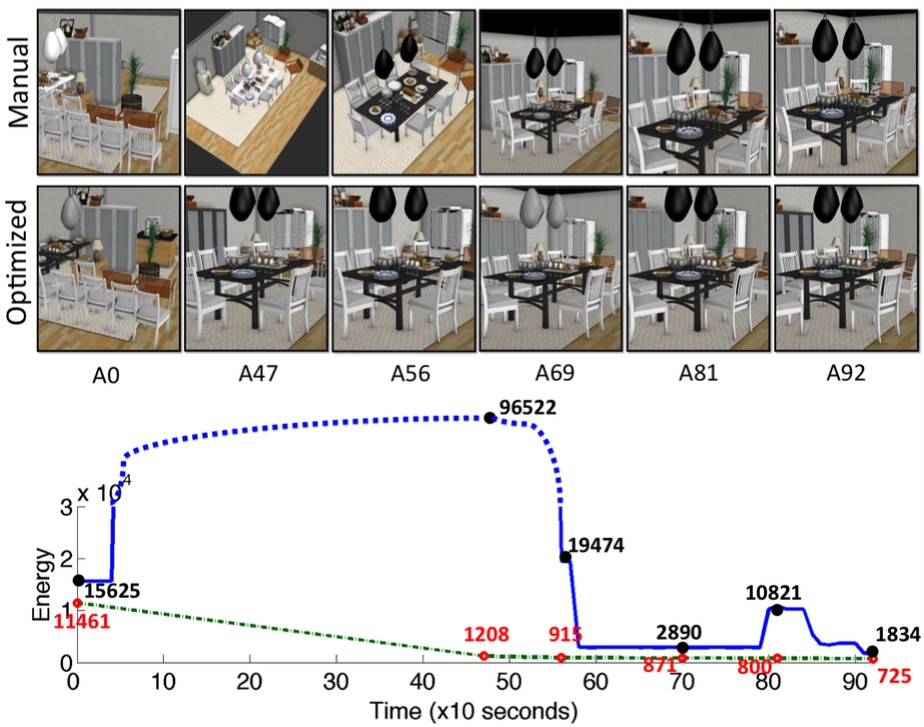 Manual
Optimized
A0 A47 A56 A69 A81 A92
96522
x 10^4
3
19474
2
15625
10821
Energy
1
11461
1208 915 2890 1834
871 800 725
0
0 10 20 30 40 50 60 70 80 90
Time (x10 seconds)